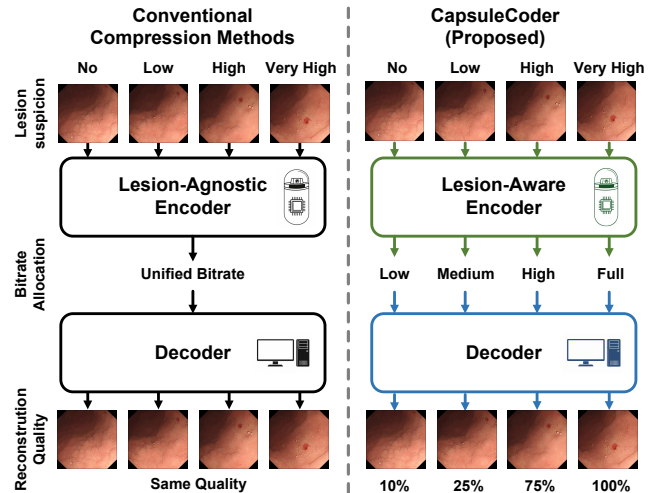 Conventional
Compression Methods
CapsuleCoder
(Proposed)
Lesion
suspicion
No
Low
High
Very High
No
Low
High
Very High
Lesion-Agnostic
Encoder
Lesion-Aware
Encoder
Bitrate
Allocation
Unified Bitrate
Low
Medium
High
Full
Decoder
Decoder
Reconstrution
Quality
Same Quality
10%
25%
75%
100%